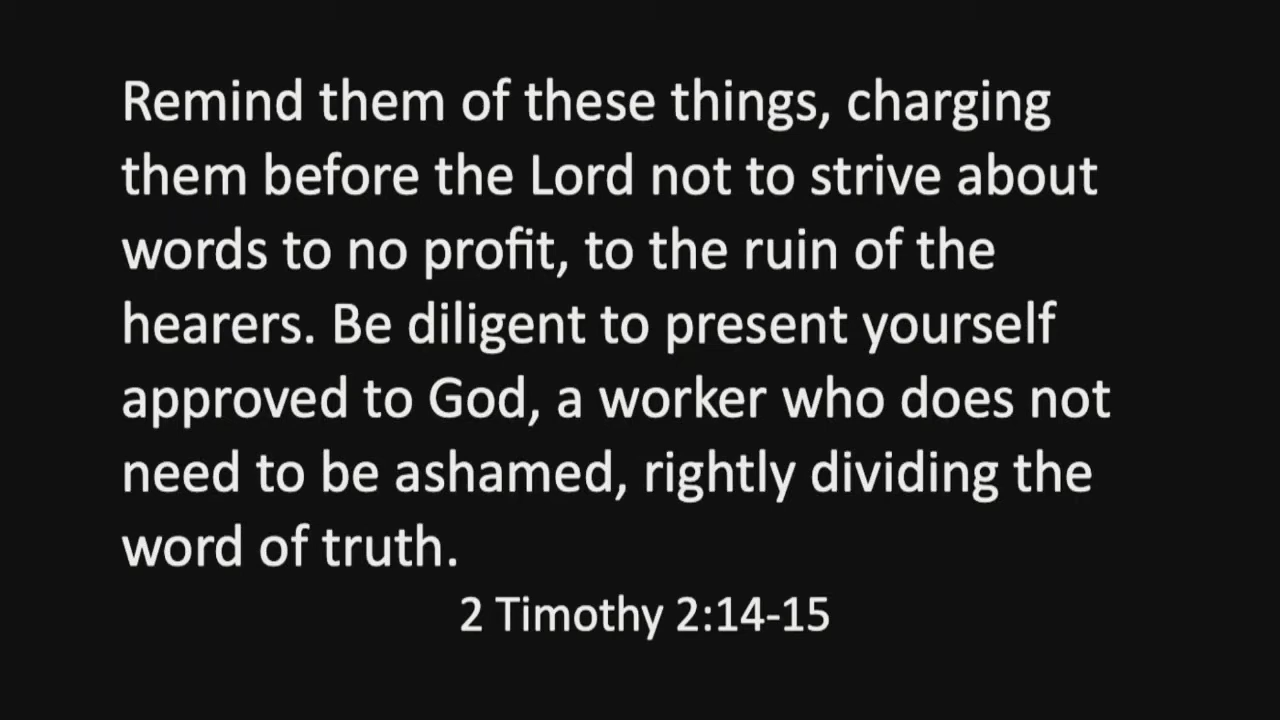 Remind them of these things, charging
them before the Lord not to strive about
words to no profit, to the ruin of the
hearers. Be diligent to present yourself
approved to God, a worker who does not
need to be ashamed, rightly dividing the
word of truth.
2 Timothy 2:14-15